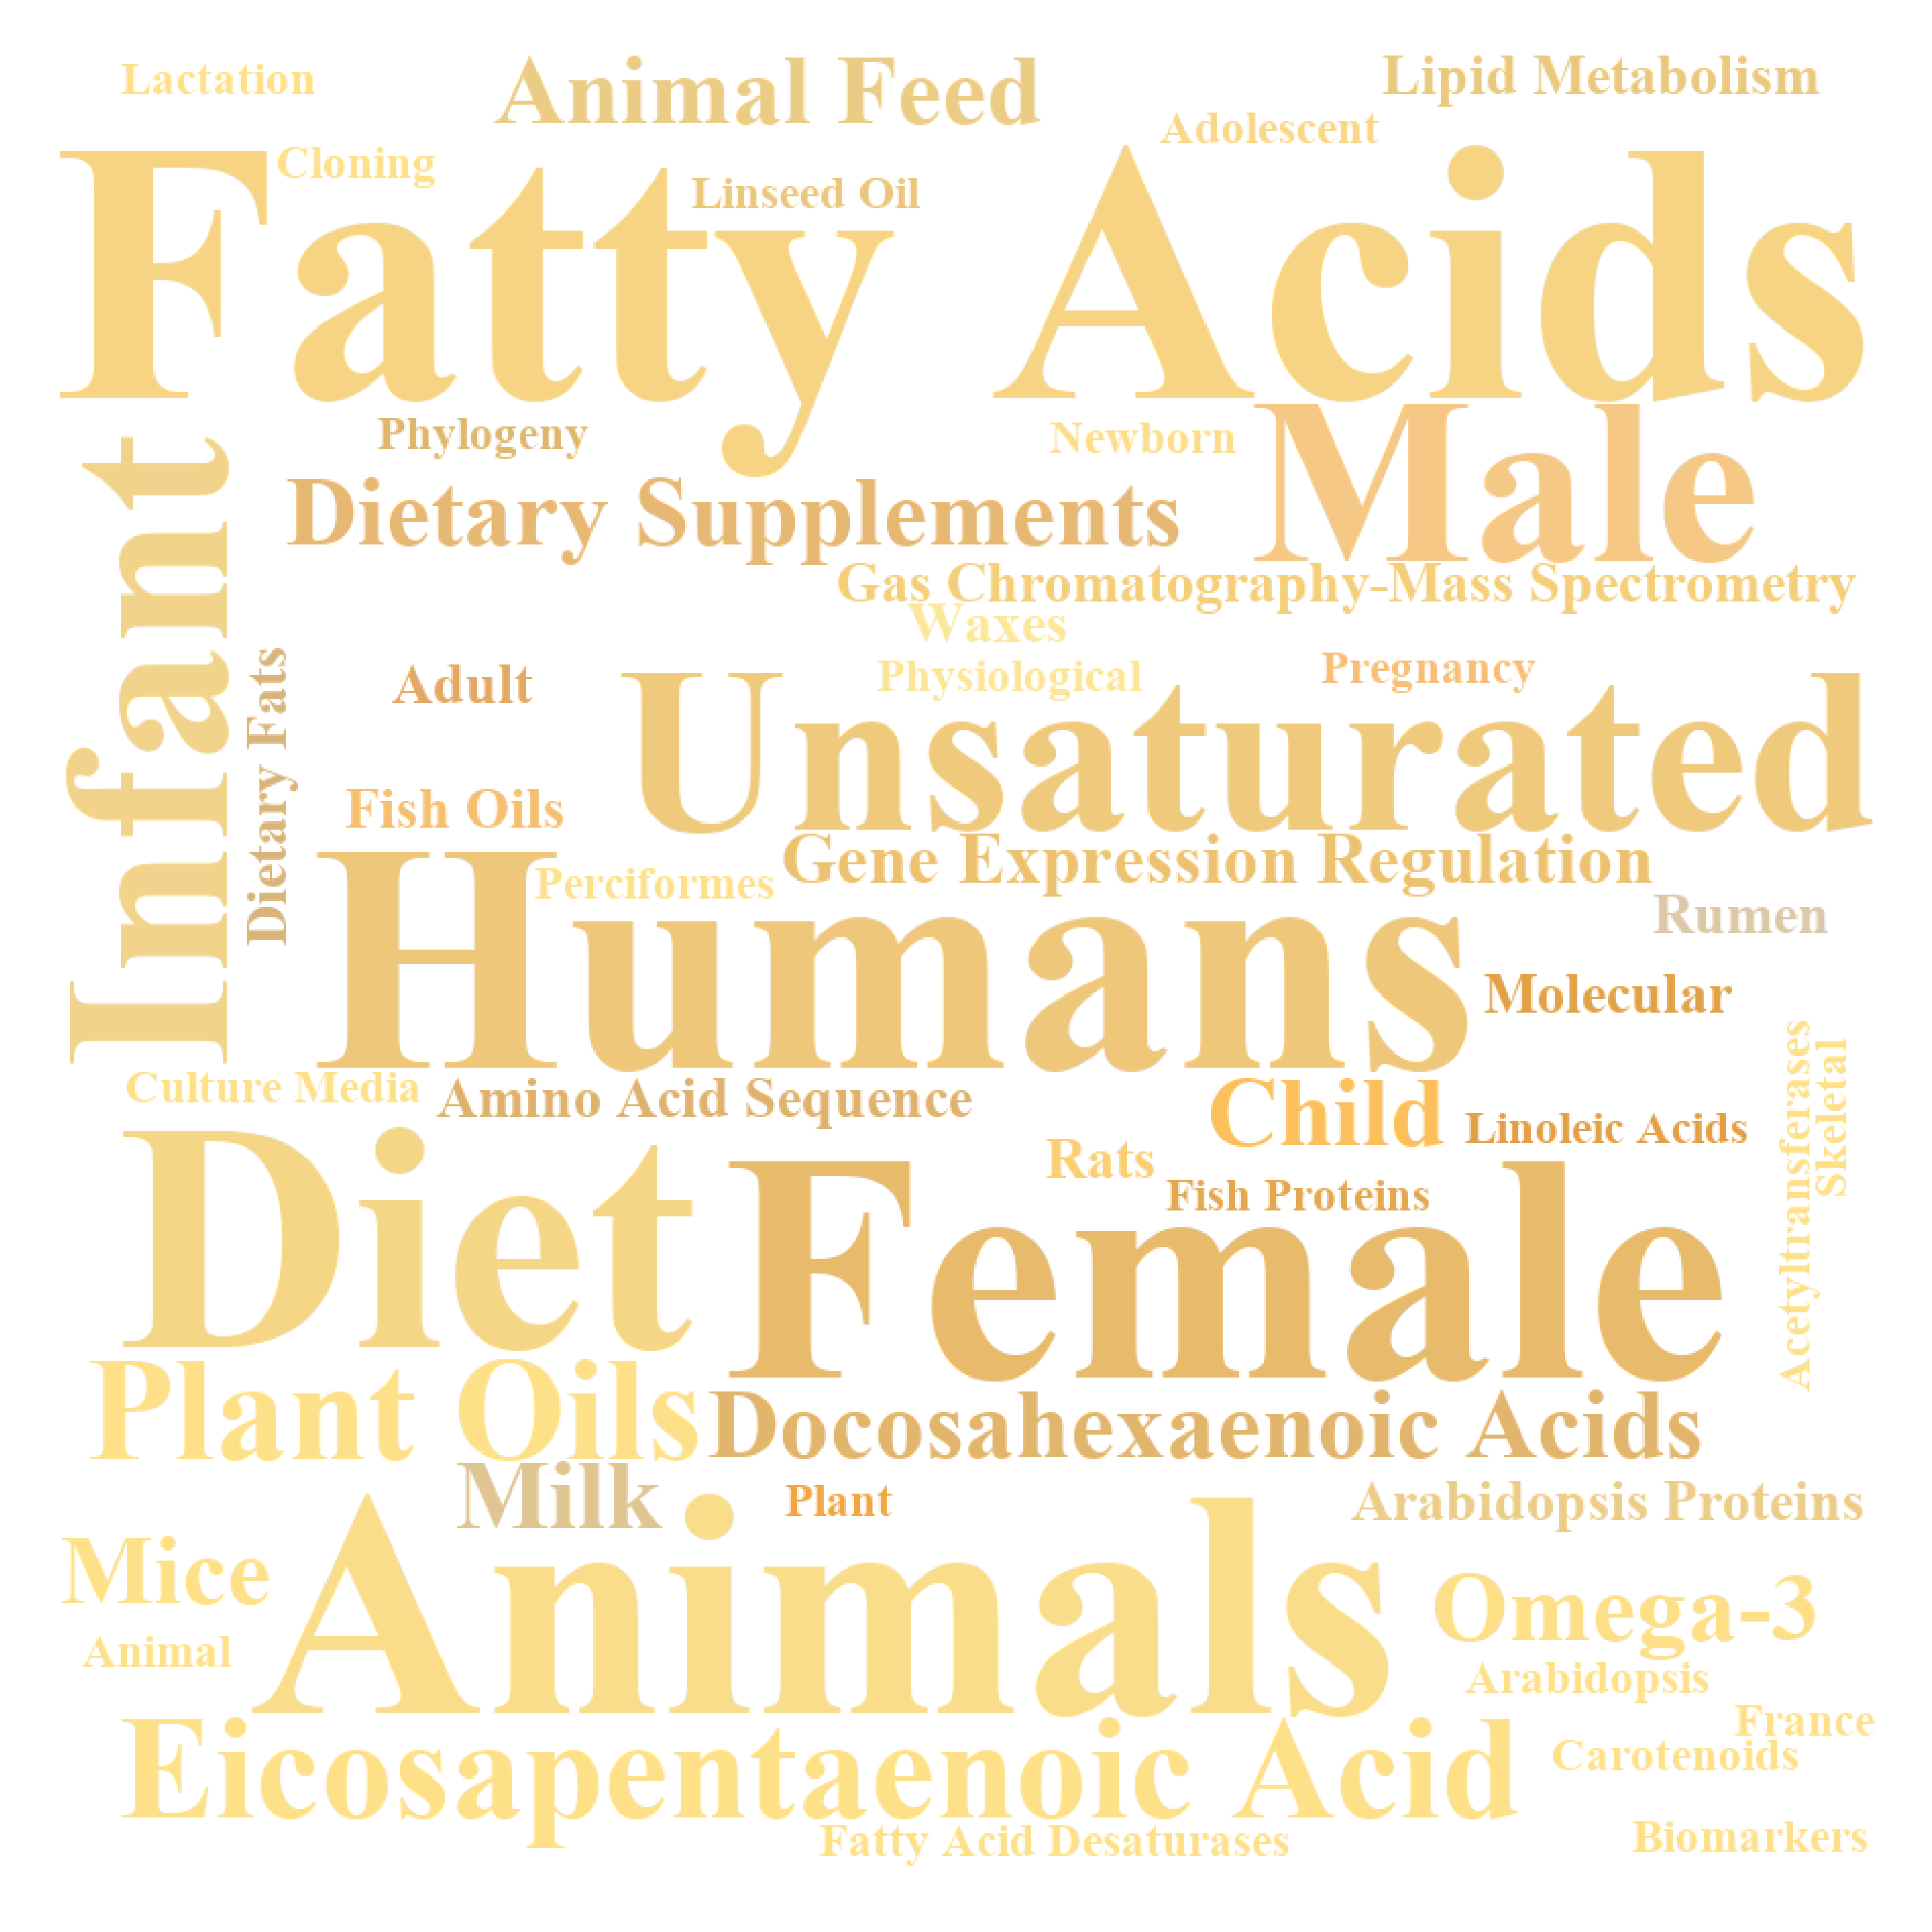 Lactation
Animal Feed
Lipid Metabolism
Adolescent
Cloning
Linseed Oil
Fatty Acids
Phylogeny
Newborn
Male
Dietary Supplements
Gas Chromatography-Mass Spectrometry
Waxes
Infant
Dietary Fats
Adult
Physiological
Pregnancy
Unsaturated
Fish Oils
Gene Expression Regulation
Perciformes
Humans
Rumen
Molecular
Culture Media
Amino Acid Sequence
Child
Linoleic Acids
Acetyltransferases
Skeletal
Rats
Fish Proteins
Diet
Female
Plant Oils
Docosahexaenoic Acids
Milk
Plant
Arabidopsis Proteins
Mice
Animals
Omega-3
Animal
Arabidopsis
France
Eicosapentaenoic Acid
Carotenoids
Fatty Acid Desaturases
Biomarkers